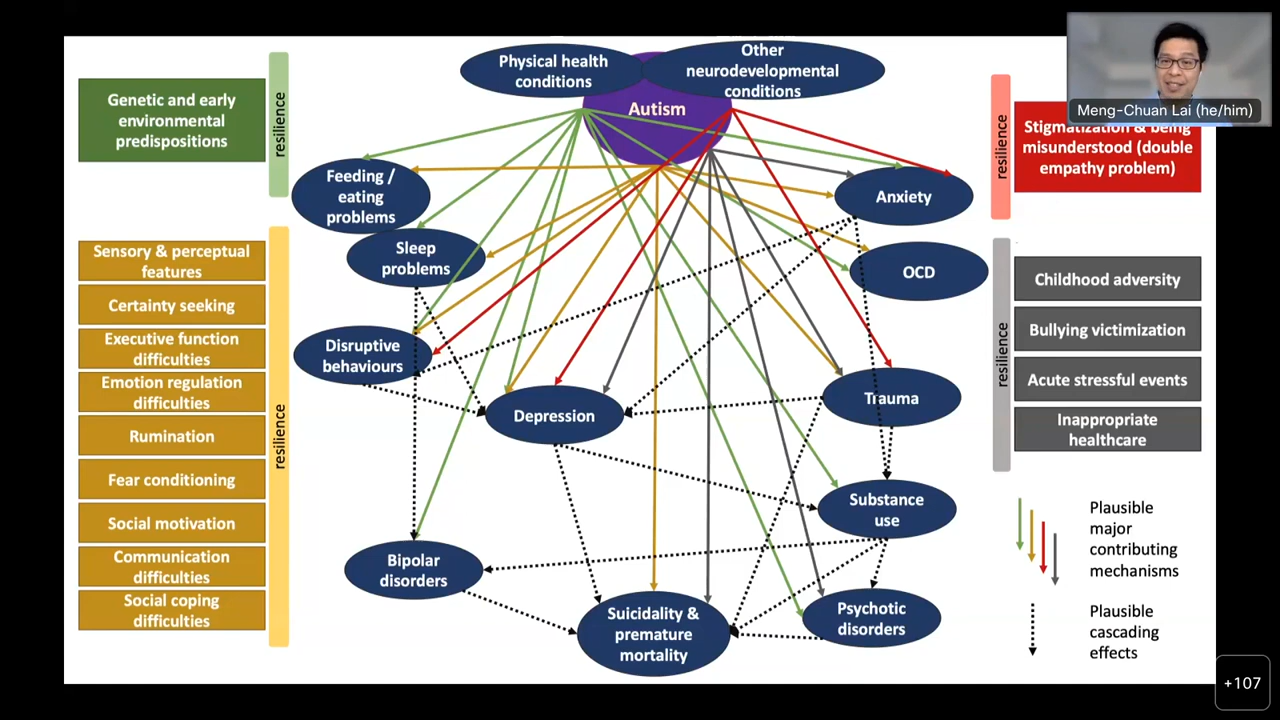 Physical health
conditions
Other
neurodevelopmental
conditions
Autism
Meng-Chuan Lai (he/him)
Genetic and early
environmental
predispositions
resilience
resilience
Stigmatization & being
misunderstood (double
empathy problem)
Feeding /
eating
problems
Anxiety
Sleep
problems
OCD
Sensory & perceptual
features
Certainty seeking
Executive function
difficulties
Emotion regulation
difficulties
Rumination
Fear conditioning
Social motivation
Communication
difficulties
Social coping
difficulties
resilience
Disruptive
behaviours
Depression
Trauma
resilience
Childhood adversity
Bullying victimization
Acute stressful events
Inappropriate
healthcare
Substance
use
Bipolar
disorders
Suicidality &
premature
mortality
Psychotic
disorders
Plausible
major
contributing
mechanisms
Plausible
cascading
effects
+107